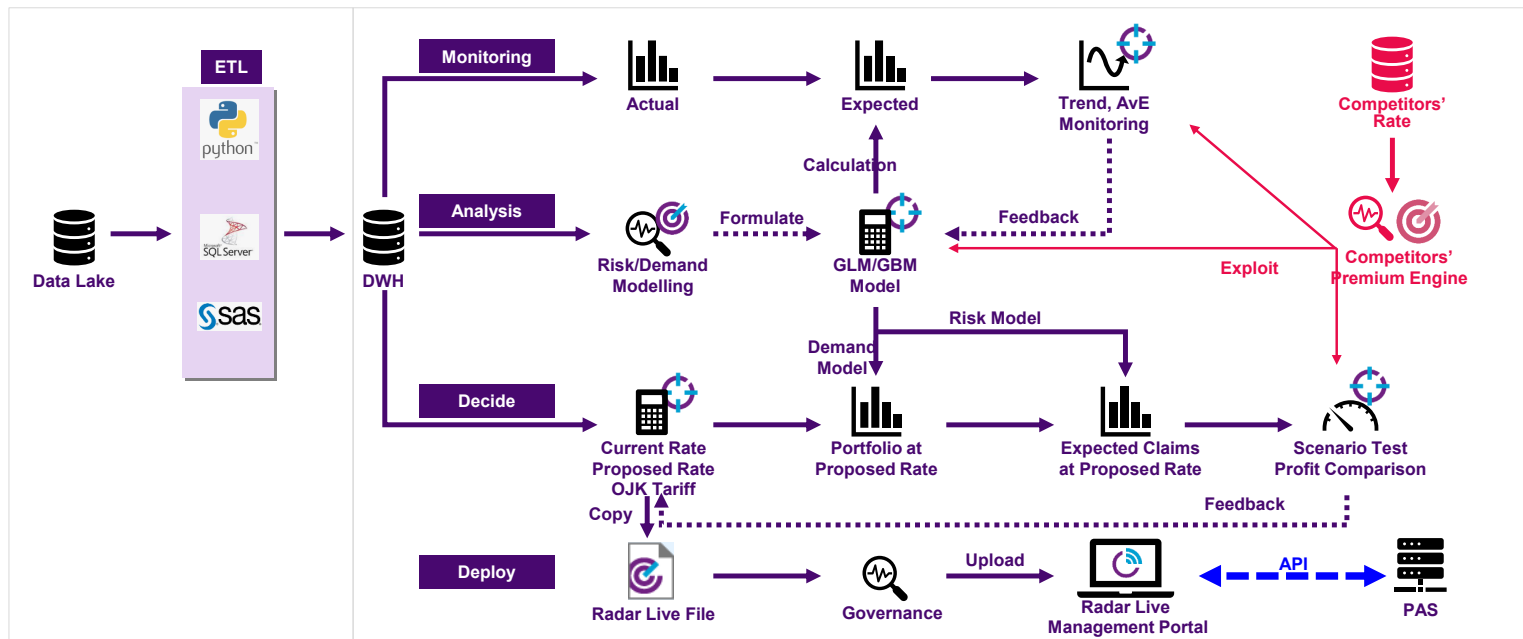 ETL
python™
Microsoft
SQL Server
sas
Data Lake
DWH
Monitoring
Actual
Expected
Trend, AvE
Monitoring
Competitors'
Rate
Calculation
Analysis
Formulate
Feedback
Risk/Demand
Modelling
GLM/GBM
Model
Exploit
Competitors'
Premium Engine
Risk Model
Demand
Model
Decide
Current Rate
Proposed Rate
OJK Tariff
Portfolio at
Proposed Rate
Expected Claims
at Proposed Rate
Scenario Test
Profit Comparison
Copy
Feedback
Deploy
Radar Live File
Governance
Upload
Radar Live
Management Portal
API
PAS